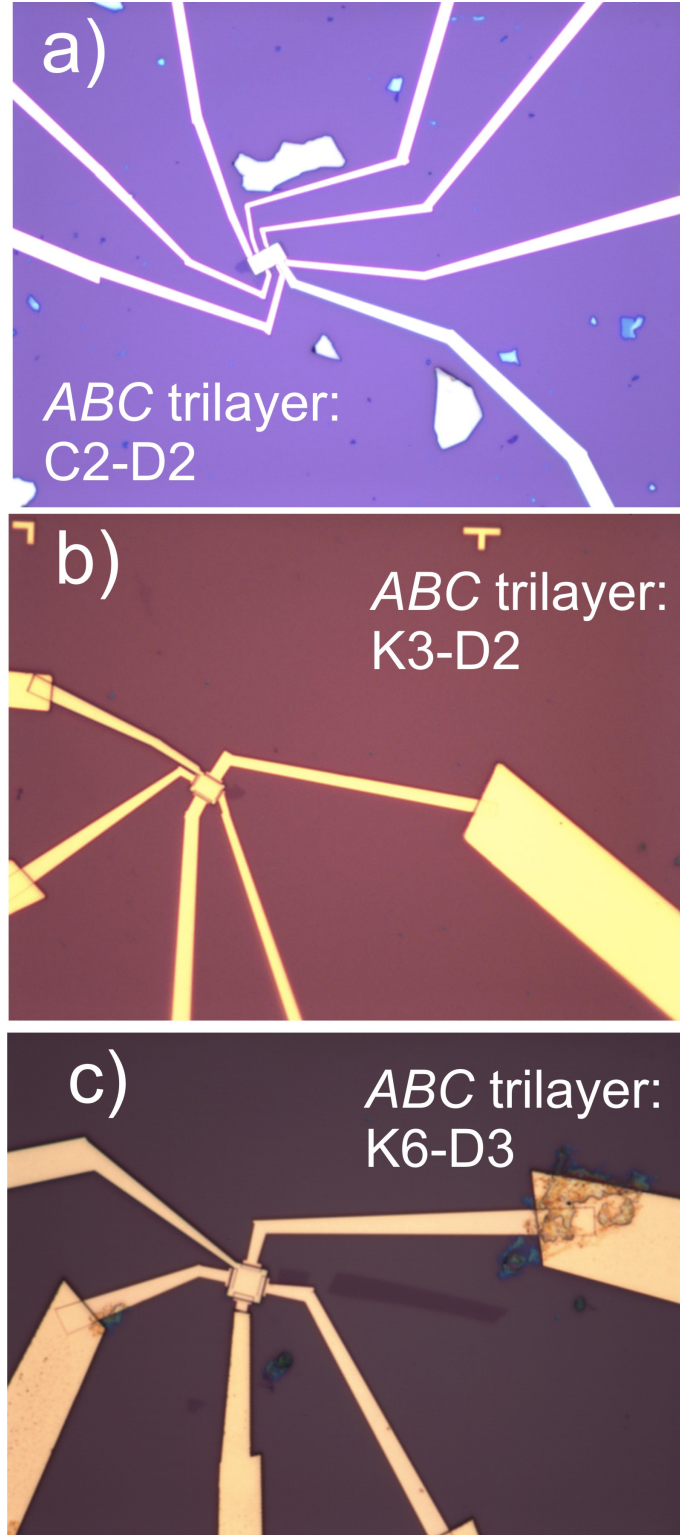 a)
ABC trilayer:
C2-D2
b)
ABC trilayer:
K3-D2
c)
ABC trilayer:
K6-D3